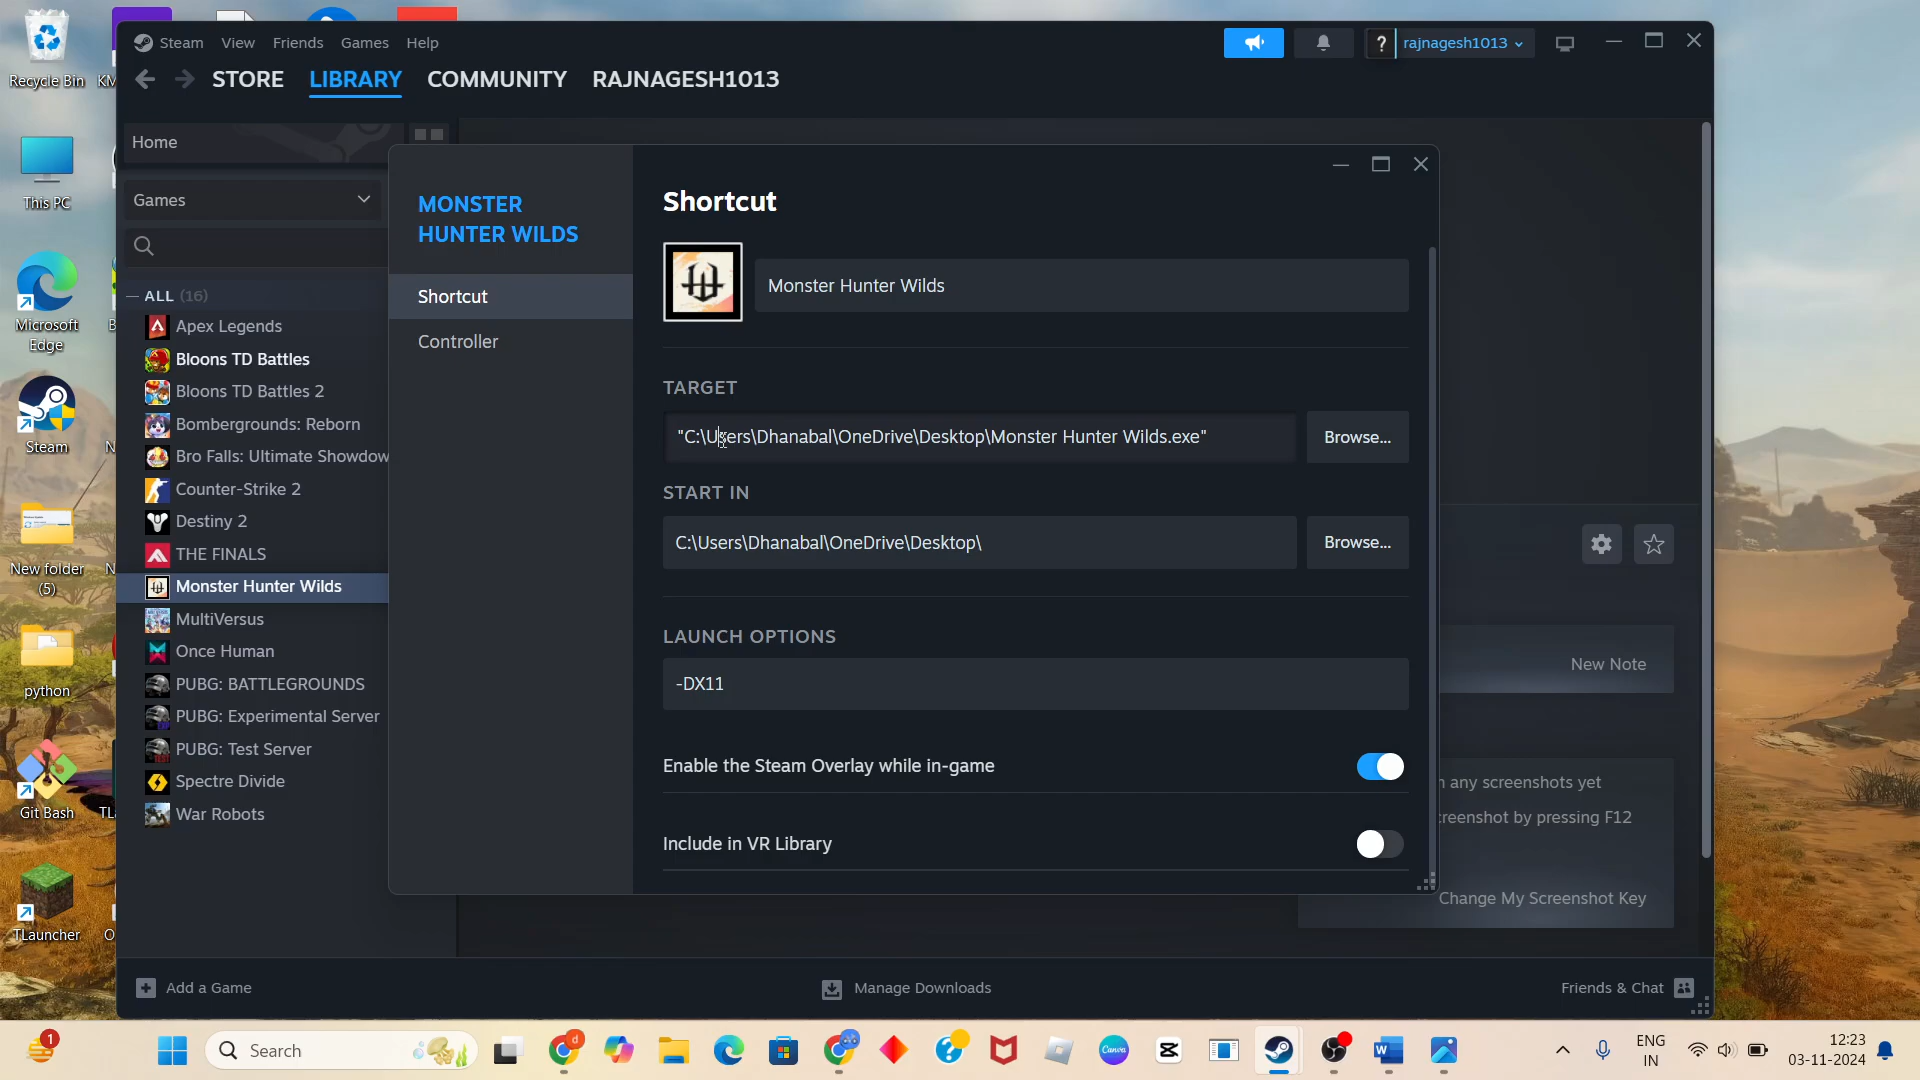 Steam View Friends Games Help
? rajnagesh1013
STORE LIBRARY COMMUNITY RAJNAGESH1013
Home
Games
— ALL (16)
Apex Legends
Bloons TD Battles
Bloons TD Battles 2
Bombergrounds: Reborn
Bro Falls: Ultimate Showdow
Counter-Strike 2
Destiny 2
THE FINALS
Monster Hunter Wilds
MultiVersus
Once Human
PUBG: BATTLEGROUNDS
PUBG: Experimental Server
PUBG: Test Server
Spectre Divide
War Robots
MONSTER
HUNTER WILDS
Shortcut
Controller
Shortcut
Monster Hunter Wilds
TARGET
"C:\Users\Dhanabal\OneDrive\Desktop\Monster Hunter Wilds.exe" Browse...
START IN
C:\Users\Dhanabal\OneDrive\Desktop\ Browse...
LAUNCH OPTIONS
-DX11
Enable the Steam Overlay while in-game
Include in VR Library
New Note
any screenshots yet
creenshot by pressing F12
Change My Screenshot Key
Add a Game Manage Downloads Friends & Chat
Recycle Bin KM
This PC
Microsoft
Edge
Steam
New folder
(5)
python
Git Bash
TLauncher
1 Search d Canva ENG 12:23
IN 03-11-2024